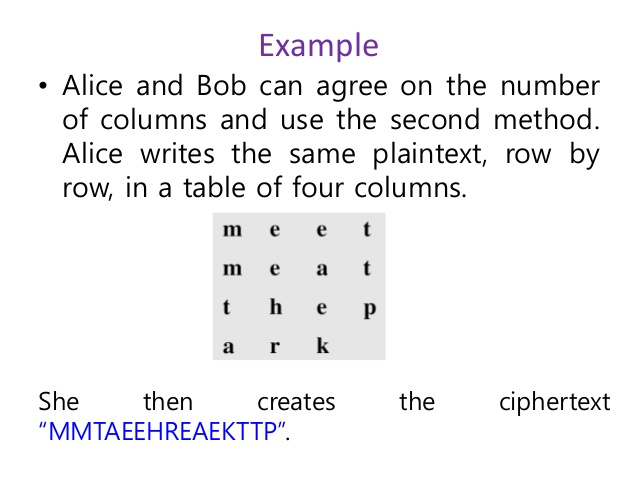 Example
• Alice and Bob can agree on the number
of columns and use the second method.
Alice writes the same plaintext, row by
row, in a table of four columns.
m e e t
m e a t
t h e p
a r k
She then creates the ciphertext
“MMTAEEHREAEKTTP”.